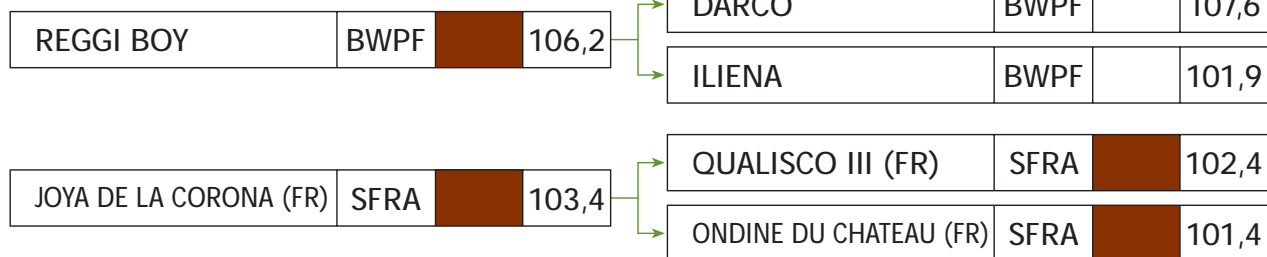 DARCO BWPF 107,6
REGGI BOY BWPF 106,2
ILIENA BWPF 101,9
QUALISCO III (FR) SFRA 102,4
JOYA DE LA CORONA (FR) SFRA 103,4
ONDINE DU CHATEAU (FR) SFRA 101,4